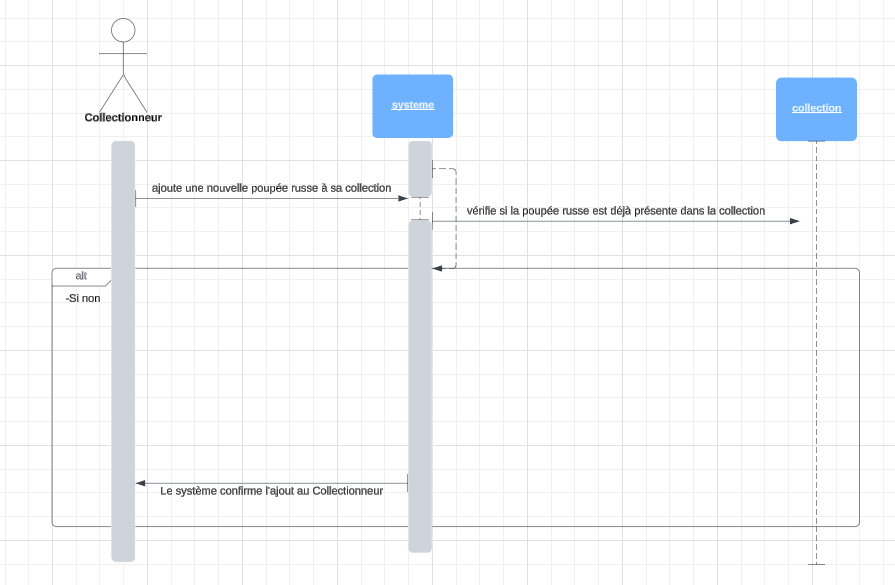 Collectionneur
systeme
collection
ajoute une nouvelle poupée russe à sa collection
vérifie si la poupée russe est déjà présente dans la collection
alt
-Si non
Le système confirme l'ajout au Collectionneur